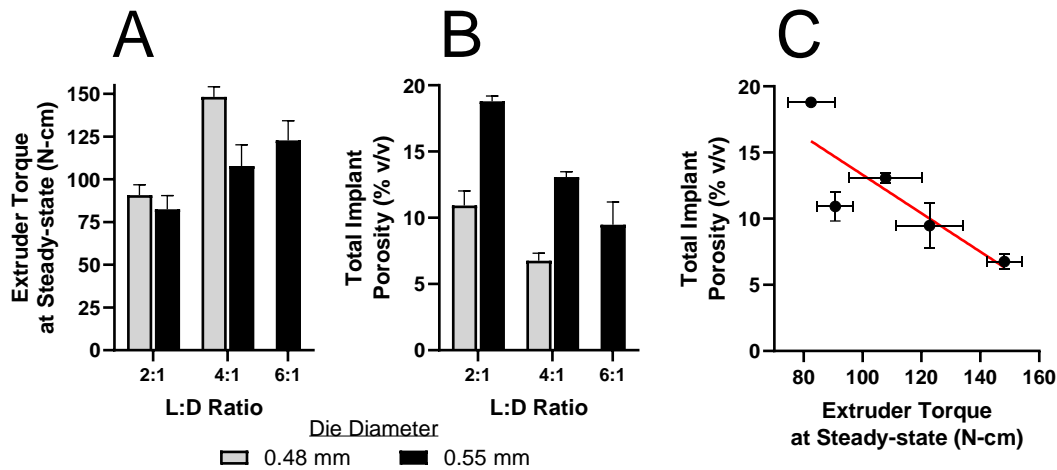 A
B
C
Extruder Torque
at Steady-state (N-cm)
150
125
100
75
50
25
0
2:1
4:1
6:1
L:D Ratio
Total Implant
Porosity (% v/v)
20
15
10
5
0
2:1
4:1
6:1
L:D Ratio
Total Implant
Porosity (% v/v)
20
15
10
5
0
80
100
120
140
160
Extruder Torque
at Steady-state (N-cm)
Die Diameter
0.48 mm
0.55 mm